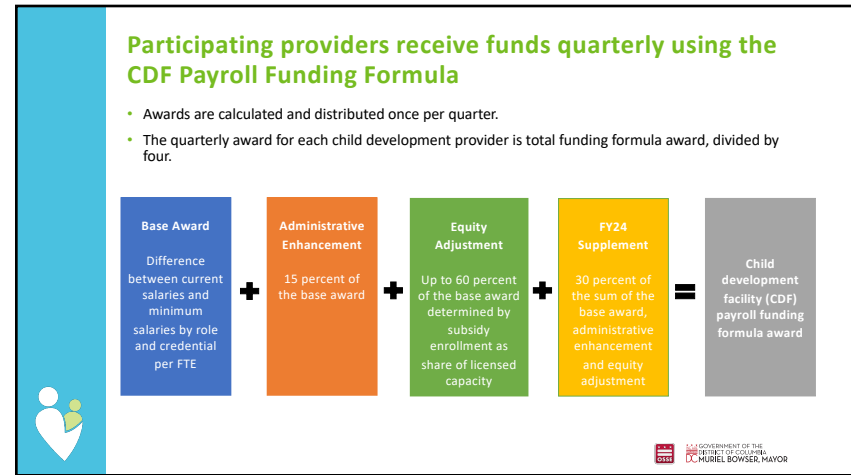 Participating providers receive funds quarterly using the
CDF Payroll Funding Formula
• Awards are calculated and distributed once per quarter.
• The quarterly award for each child development provider is total funding formula award, divided by
four.
Base Award
Difference
between current
salaries and
minimum
salaries by role
and credential
per FTE
+
Administrative
Enhancement
15 percent of
the base award
+
Equity
Adjustment
Up to 60 percent
of the base award
determined by
subsidy
enrollment as
share of licensed
capacity
+
FY24
Supplement
30 percent of
the sum of the
base award,
administrative
enhancement
and equity
adjustment
=
Child
development
facility (CDF)
payroll funding
formula award
OSSE
GOVERNMENT OF THE
DISTRICT OF COLUMBIA
DC MURIEL BOWSER, MAYOR